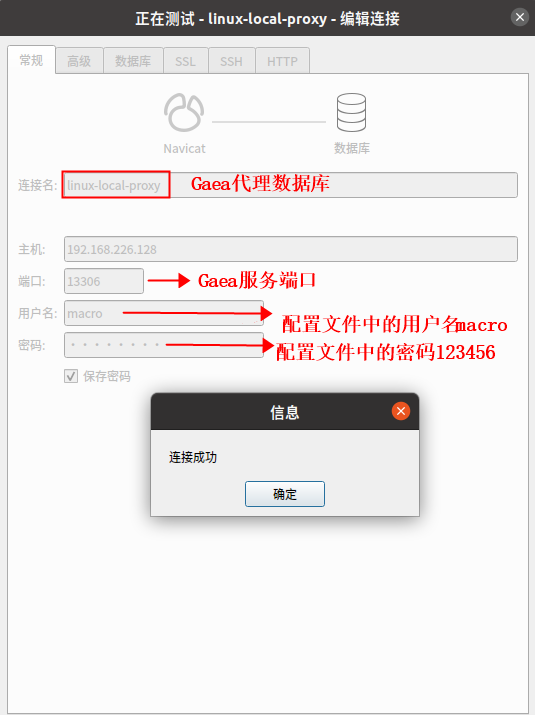 正在测试 - linux-local-proxy - 编辑连接
常规 高级 数据库 SSL SSH HTTP
Navicat 数据库
连接名: linux-local-proxy Gaea代理数据库
主机: 192.168.226.128
端口: 13306 Gaea服务端口
用户名: macro 配置文件中的用户名macro
密码: ········ 配置文件中的密码123456
保存密码
信息
连接成功
确定